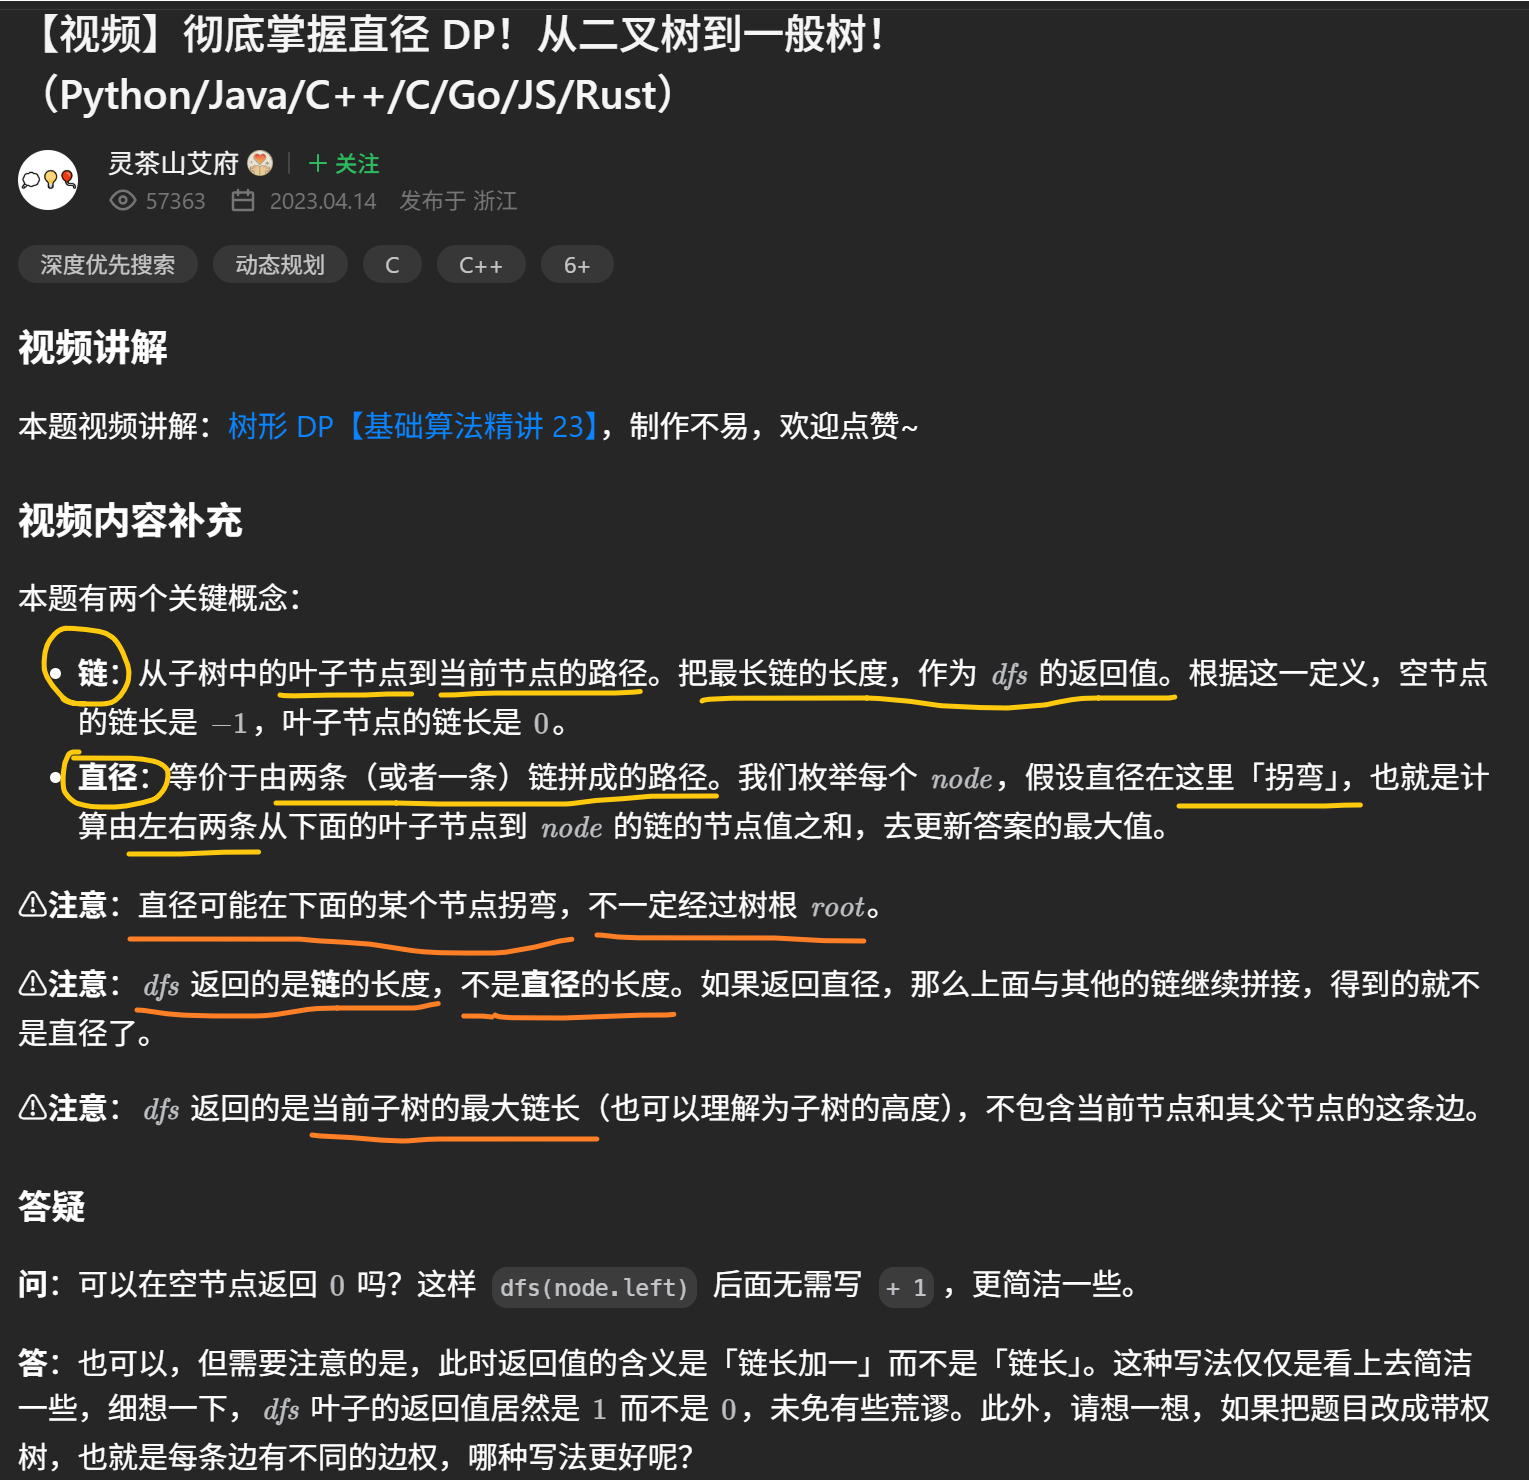 【视频】彻底掌握直径 DP！从二叉树到一般树！
（Python/Java/C++/C/Go/JS/Rust）
灵茶山艾府 | + 关注
57363 2023.04.14 发布于 浙江
深度优先搜索 动态规划 C C++ 6+
视频讲解
本题视频讲解：树形 DP【基础算法精讲 23】，制作不易，欢迎点赞~
视频内容补充
本题有两个关键概念：
• 链：从子树中的叶子节点到当前节点的路径。把最长链的长度，作为 dfs 的返回值。根据这一定义，空节点
的链长是 −1，叶子节点的链长是 0。
• 直径：等价于由两条（或者一条）链拼成的路径。我们枚举每个 node，假设直径在这里「拐弯」，也就是计
算由左右两条从下面的叶子节点到 node 的链的节点值之和，去更新答案的最大值。
⚠注意：直径可能在下面的某个节点拐弯，不一定经过树根 root。
⚠注意：dfs 返回的是链的长度，不是直径的长度。如果返回直径，那么上面与其他的链继续拼接，得到的就不
是直径了。
⚠注意：dfs 返回的是当前子树的最大链长（也可以理解为子树的高度），不包含当前节点和其父节点的这条边。
答疑
问：可以在空节点返回 0 吗？这样 dfs(node.left) 后面无需写 + 1 ，更简洁一些。
答：也可以，但需要注意的是，此时返回值的含义是「链长加一」而不是「链长」。这种写法仅仅是看上去简洁
一些，细想一下，dfs 叶子的返回值居然是 1 而不是 0，未免有些荒谬。此外，请想一想，如果把题目改成带权
树，也就是每条边有不同的边权，哪种写法更好呢？